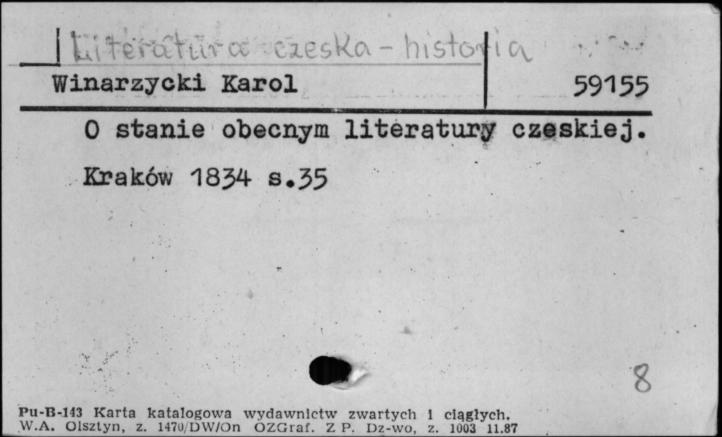 Literatura czeska - historia
Winarzycki Karol 59155
O stanie obecnym literatury czeskiej.
Kraków 1834 s.35
8
Pu-B-143 Karta katalogowa wydawnictw zwartych i ciągłych.
W.A. Olsztyn, z. 1470/DW/On OZGraf. Z P. Dz-wo, z. 1003 11.87